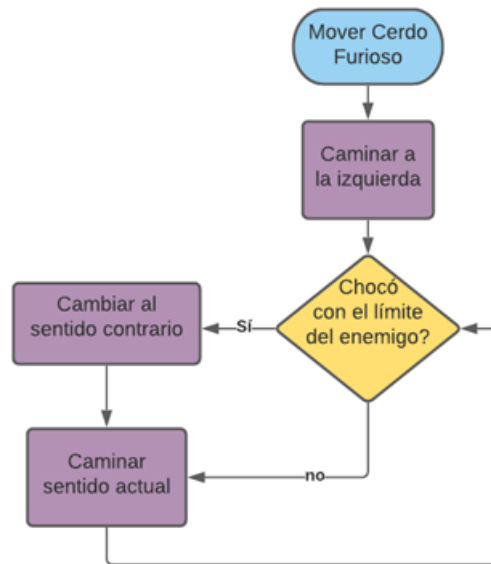 Mover Cerdo
Furioso
Caminar a
la izquierda
Chocó
con el límite
del enemigo?
Sí
Cambiar al
sentido contrario
no
Caminar
sentido actual